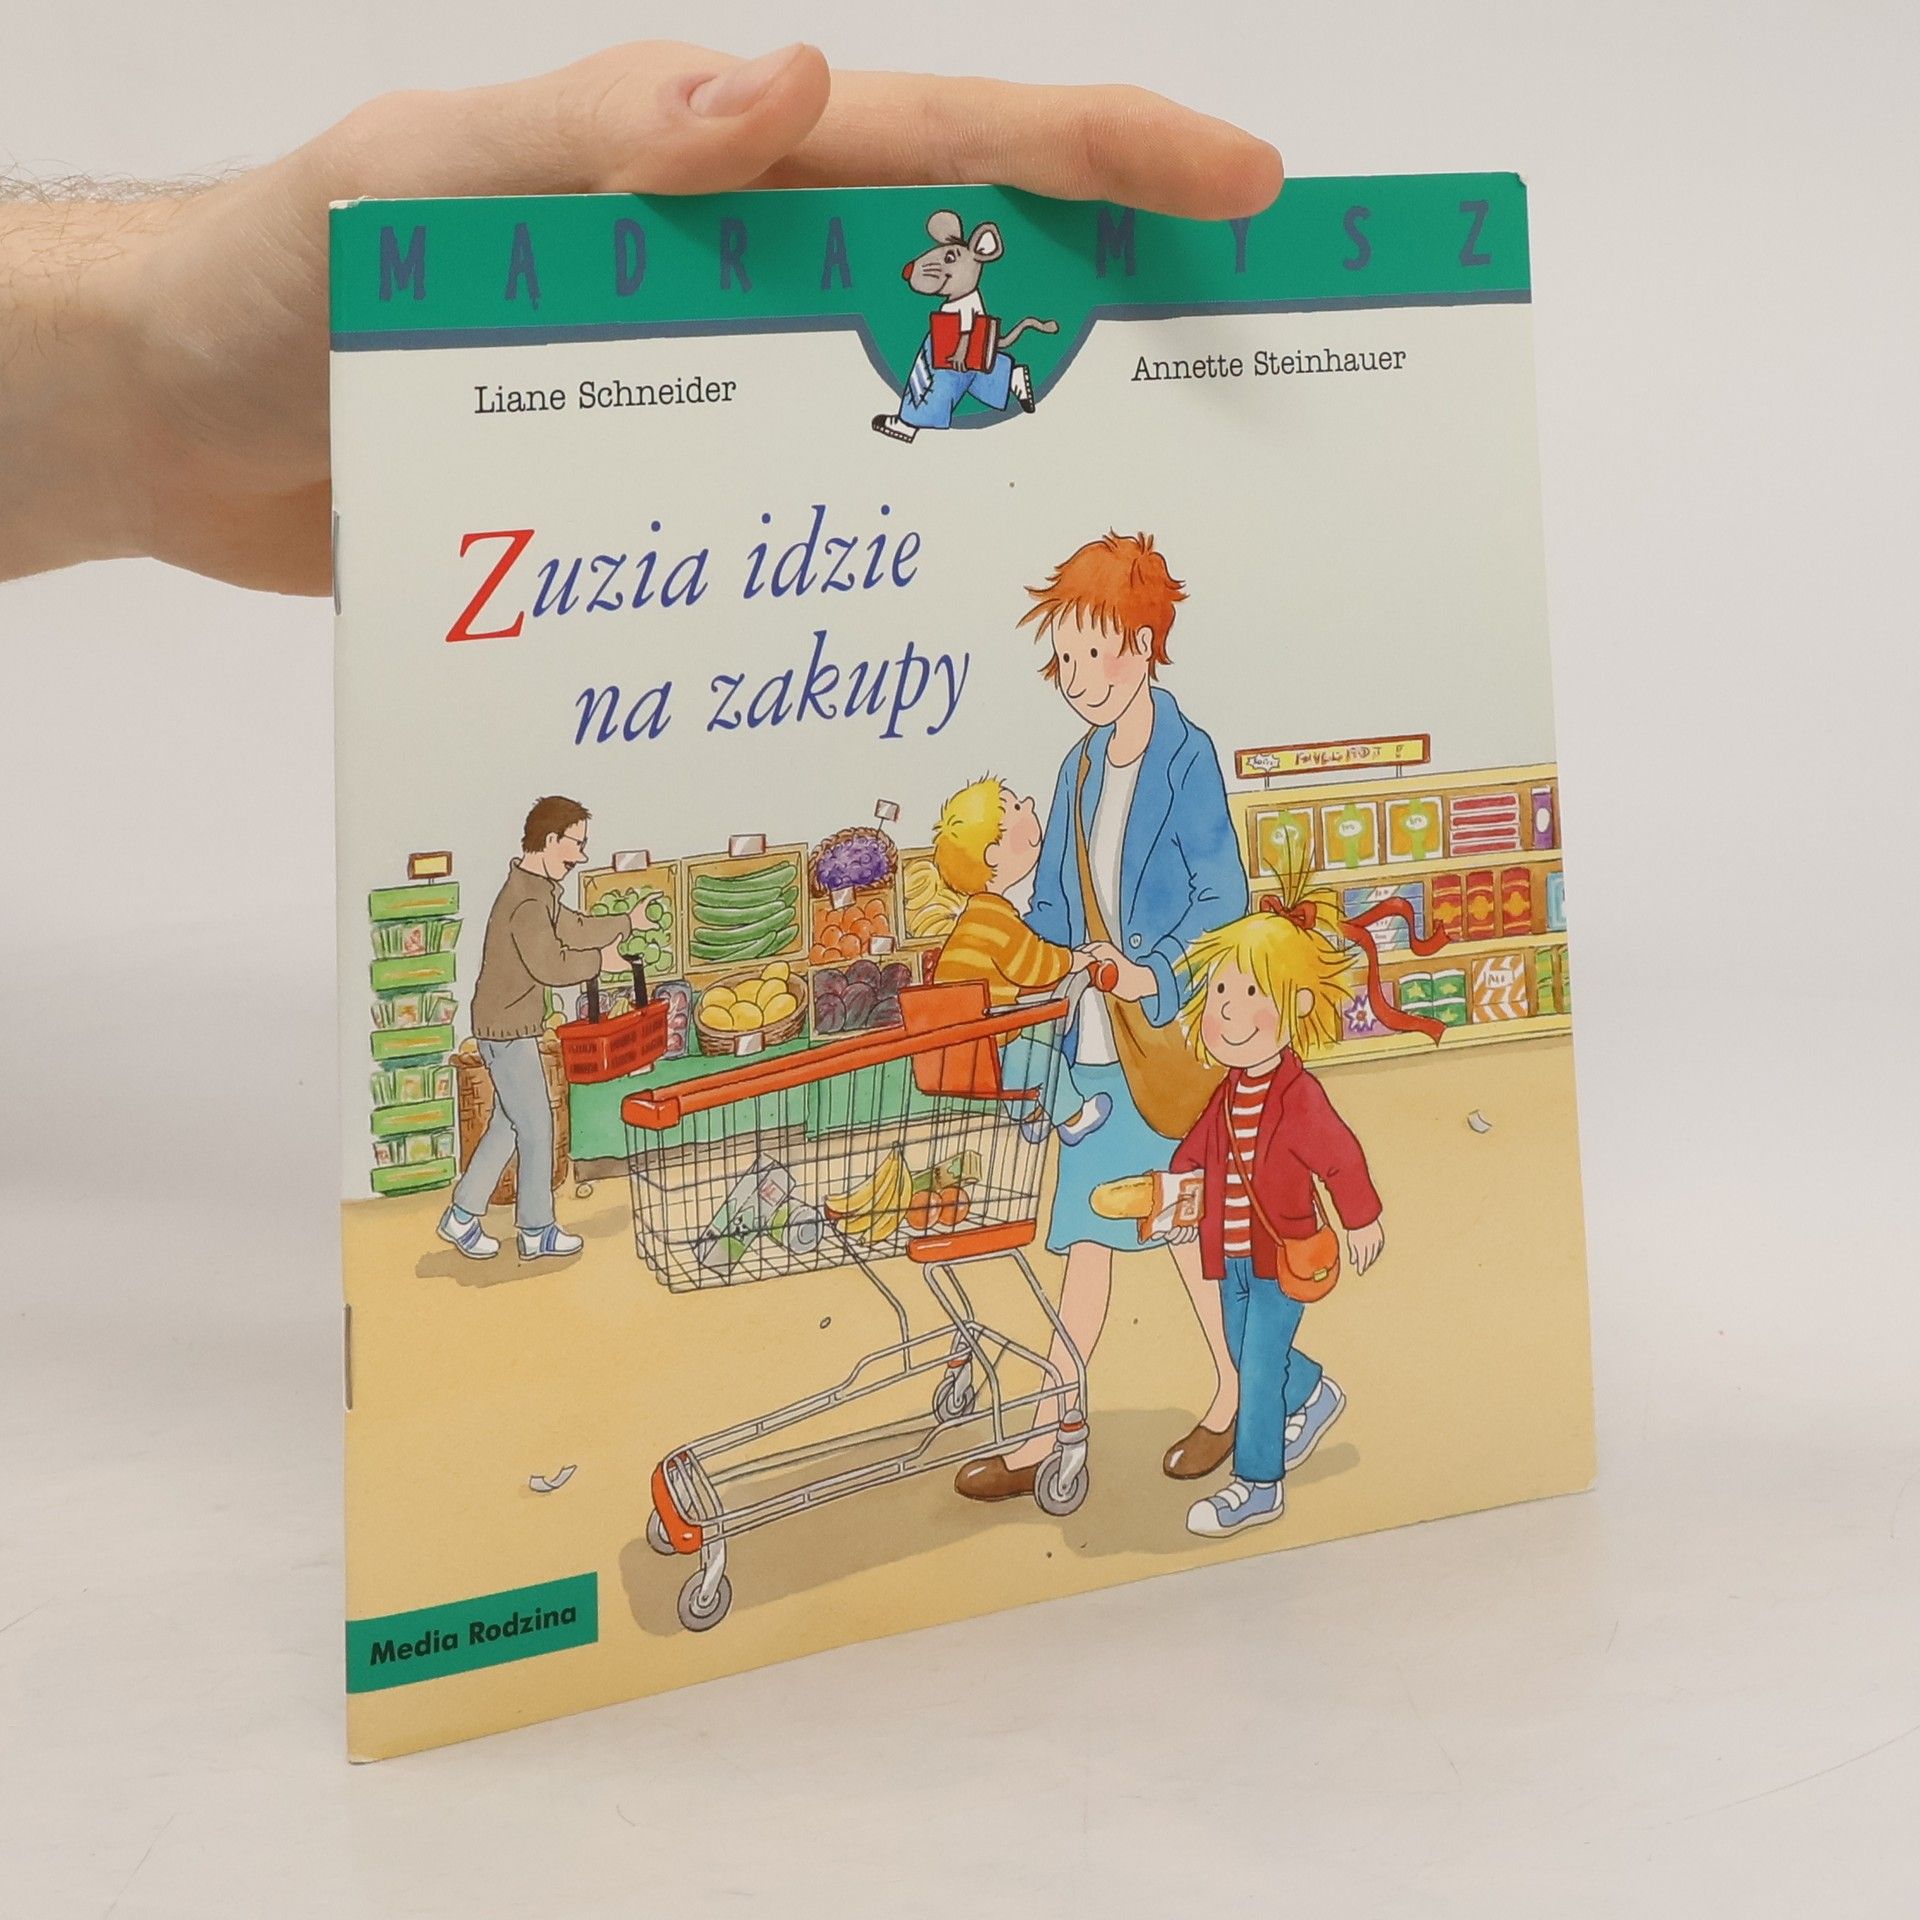 MĄDRA MYSZ
Liane Schneider
Annette Steinhauer
Zuzia idzie
na zakupy
Media Rodzina